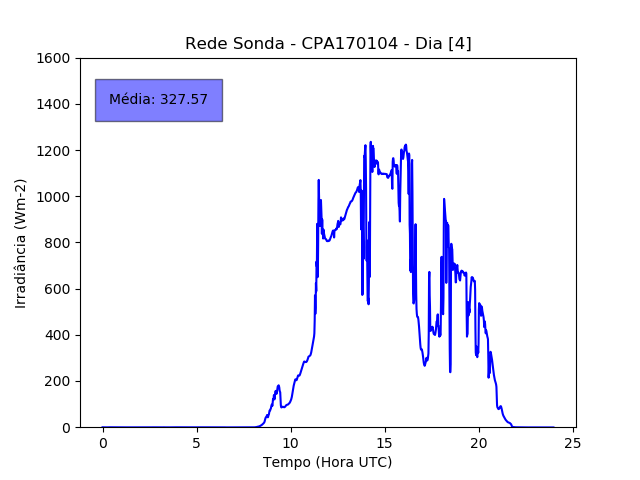 Rede Sonda - CPA170104 - Dia [4]
1600
1400
1200
1000
800
600
400
200
0
Média: 327.57
Irradiância (Wm-2)
0 5 10 15 20 25
Tempo (Hora UTC)